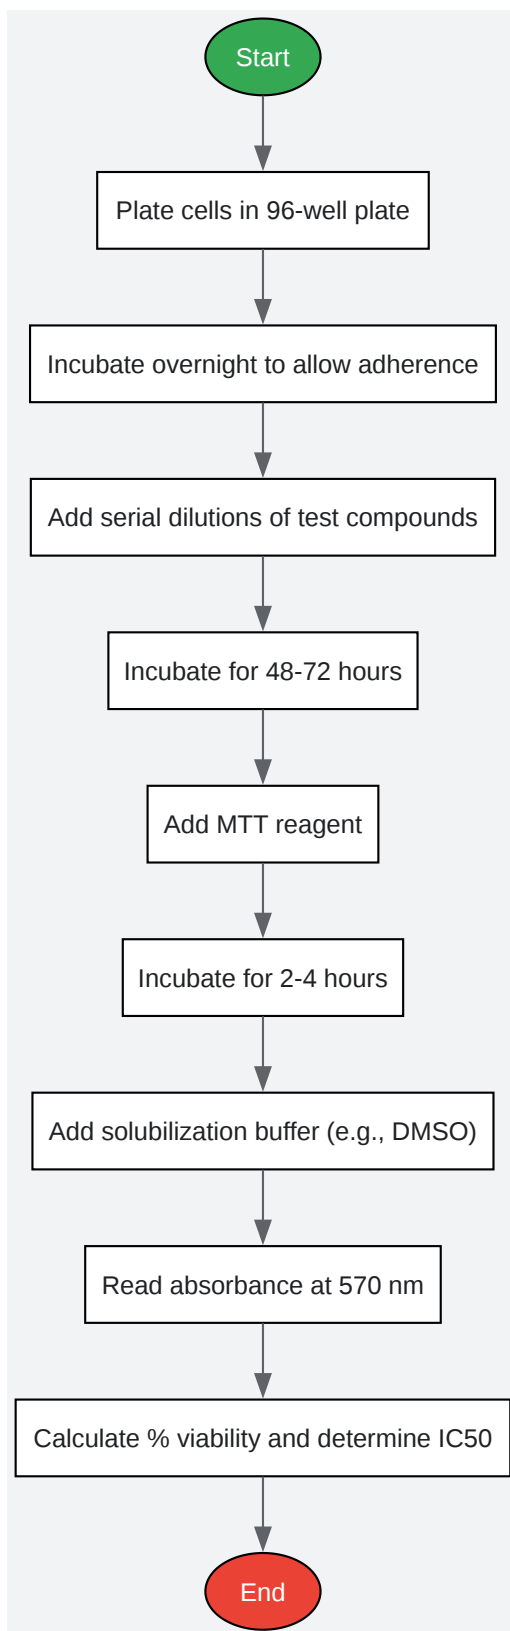 Start
Plate cells in 96-well plate
Incubate overnight to allow adherence
Add serial dilutions of test compounds
Incubate for 48-72 hours
Add MTT reagent
Incubate for 2-4 hours
Add solubilization buffer (e.g., DMSO)
Read absorbance at 570 nm
Calculate % viability and determine IC50
End